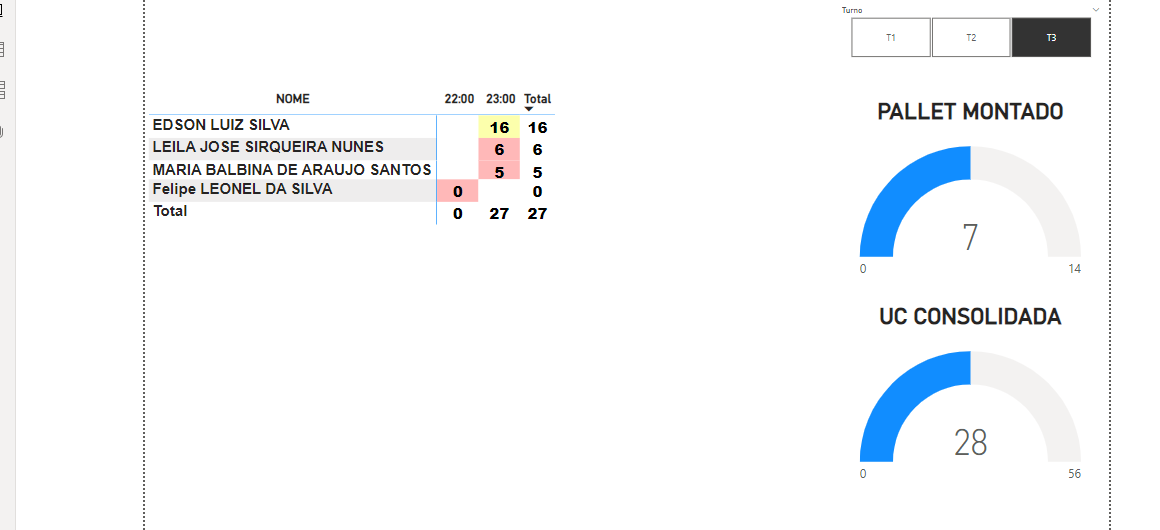 Turno
T1 T2 T3
NOME 22:00 23:00 Total
EDSON LUIZ SILVA 16 16
LEILA JOSE SIRQUEIRA NUNES 6 6
MARIA BALBINA DE ARAUJO SANTOS 5 5
Felipe LEONEL DA SILVA 0 0
Total 0 27 27
PALLET MONTADO
7
0 14
UC CONSOLIDADA
28
0 56